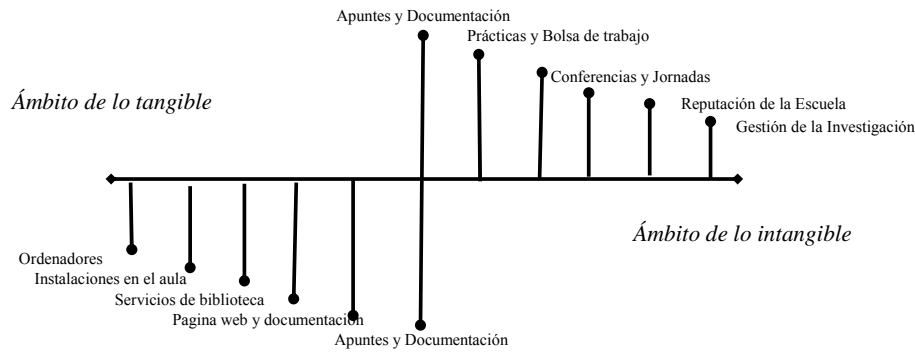 Apuntes y Documentación
Prácticas y Bolsa de trabajo
Conferencias y Jornadas
Ámbito de lo tangible
Reputación de la Escuela
Gestión de la Investigación
Ámbito de lo intangible
Ordenadores
Instalaciones en el aula
Servicios de biblioteca
Pagina web y documentación
Apuntes y Documentación